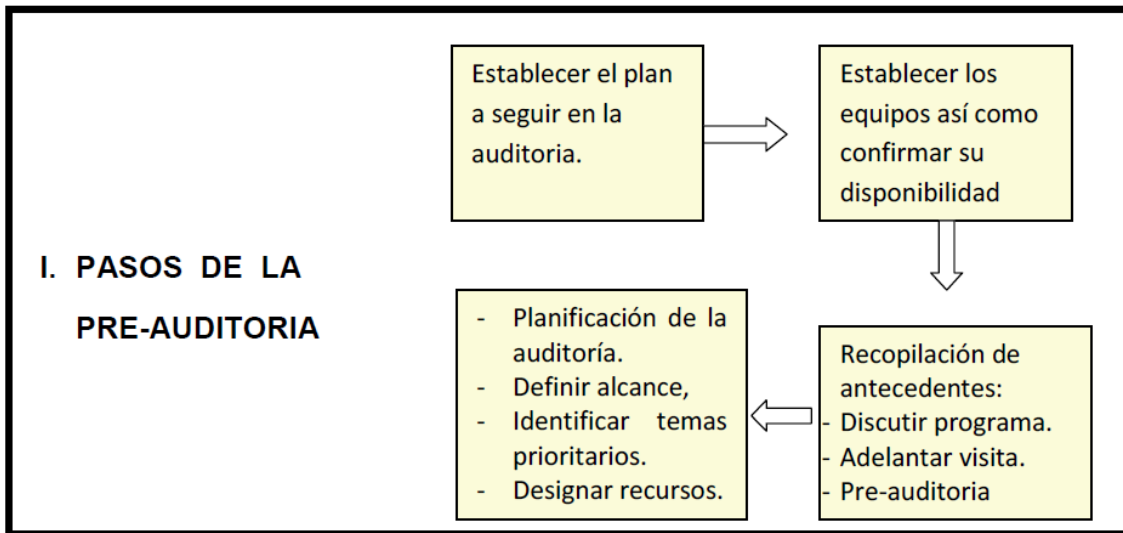 I. PASOS DE LA
PRE-AUDITORIA
Establecer el plan
a seguir en la
auditoria.
Establecer los
equipos así como
confirmar su
disponibilidad
Recopilación de
antecedentes:
- Discutir programa.
- Adelantar visita.
- Pre-auditoria
- Planificación de la
auditoría.
- Definir alcance,
- Identificar temas
prioritarios.
- Designar recursos.